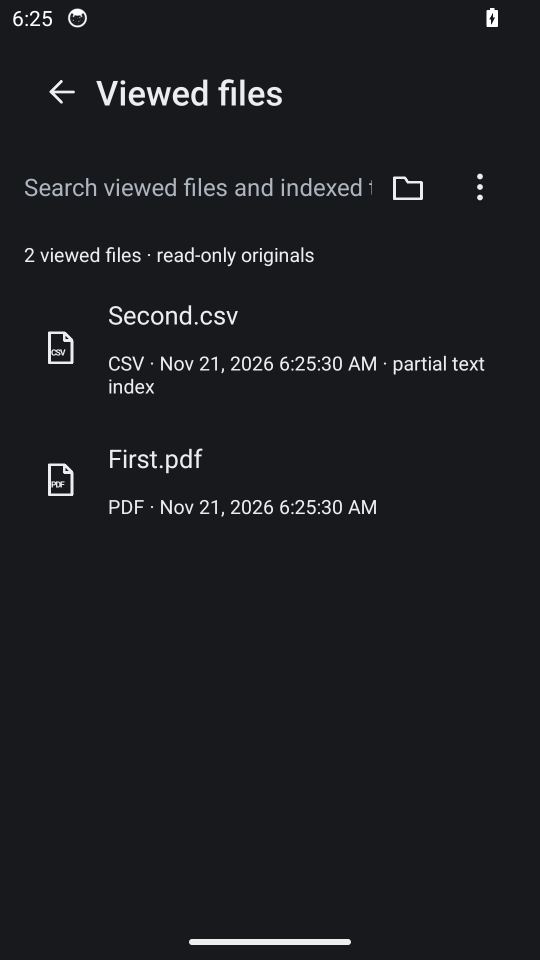 6:25
Viewed files
Search viewed files and indexed
2 viewed files · read-only originals
Second.csv
CSV
CSV · Nov 21, 2026 6:25:30 AM · partial text
index
First.pdf
PDF
PDF · Nov 21, 2026 6:25:30 AM